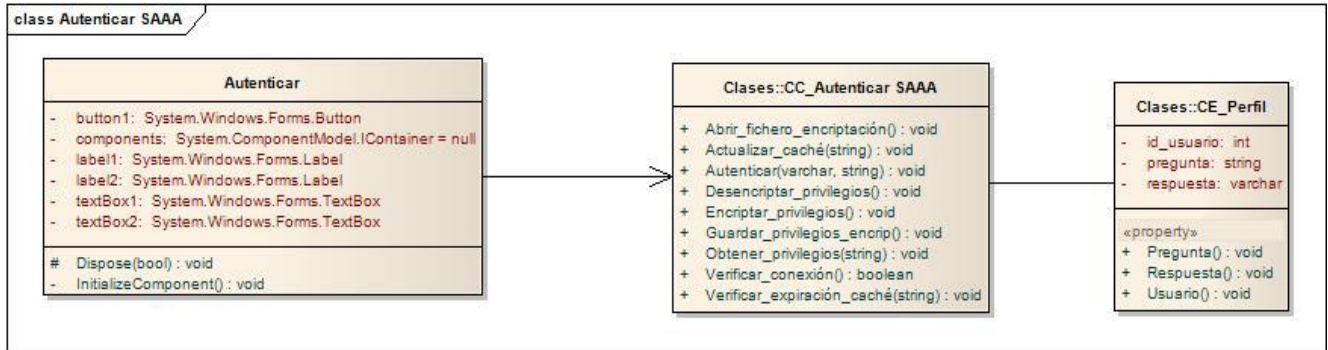 class Autenticar SAAA
Autenticar
- button1: System.Windows.Forms.Button
- components: System.ComponentModel.IContainer = null
- label1: System.Windows.Forms.Label
- label2: System.Windows.Forms.Label
- textBox1: System.Windows.Forms.TextBox
- textBox2: System.Windows.Forms.TextBox
# Dispose(bool) : void
- InitializeComponent() : void
Clases::CC_Autenticar SAAA
+ Abrir_fichero_encriptación() : void
+ Actualizar_caché(string) : void
+ Autenticar(varchar, string) : void
+ Desencriptar_privilegios() : void
+ Encriptar_privilegios() : void
+ Guardar_privilegios_encrip() : void
+ Obtener_privilegios(string) : void
+ Verificar_conexión() : boolean
+ Verificar_expiración_caché(string) : void
Clases::CE_Perfil
- id_usuario: int
- pregunta: string
- respuesta: varchar
«property»
+ Pregunta() : void
+ Respuesta() : void
+ Usuario() : void